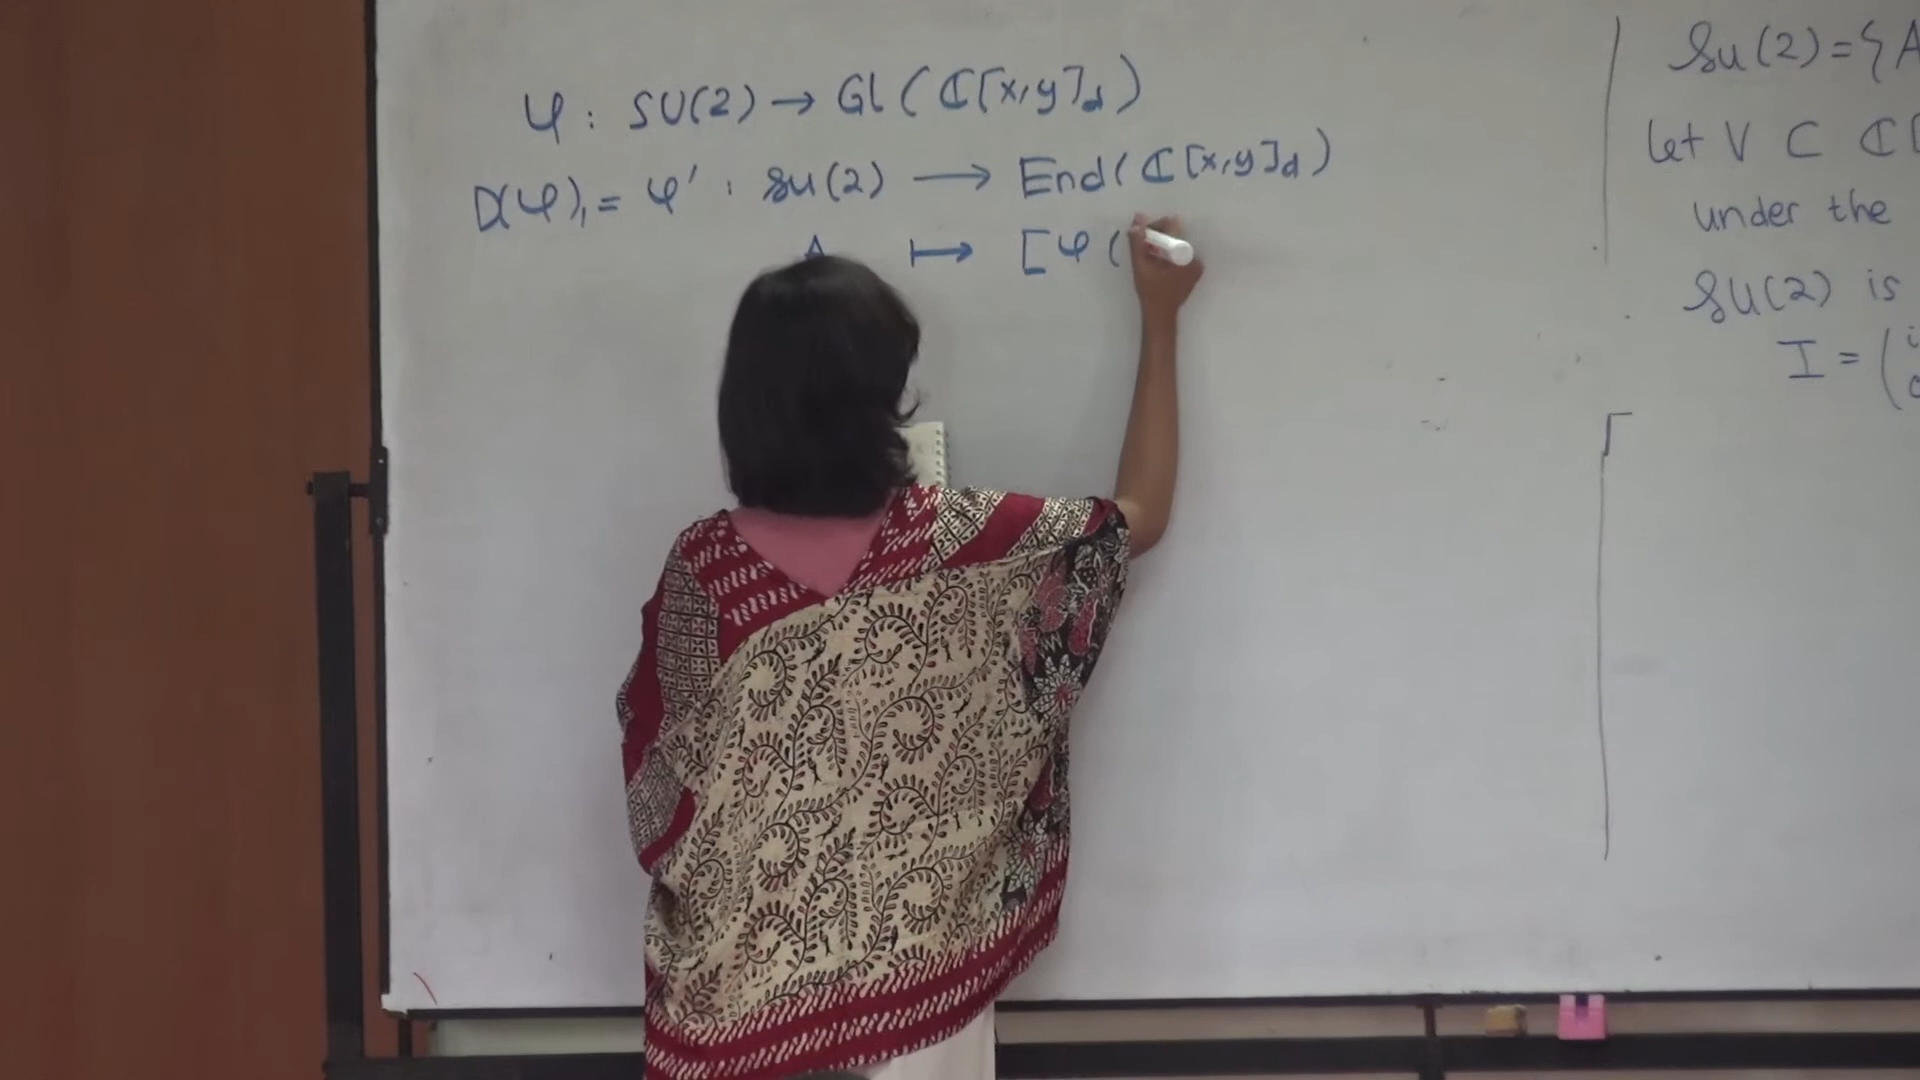 φ : SU(2) → Gl ( ℂ[x,y]_d )
D(φ)_1 = φ' : su(2) ⟶ End( ℂ[x,y]_d )
A ⟼ [ φ (
su(2) = { A
let V ⊂ ℂ[
under the
su(2) is
I = ( i